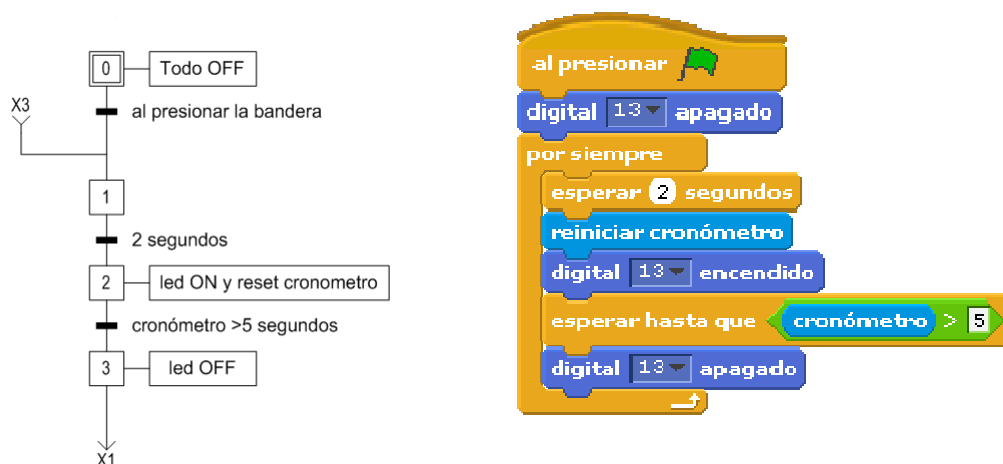 0
Todo OFF
al presionar la bandera
X3
1
2 segundos
2
led ON y reset cronometro
cronómetro >5 segundos
3
led OFF
X1
al presionar
digital 13 apagado
por siempre
esperar 2 segundos
reiniciar cronómetro
digital 13 encendido
esperar hasta que cronómetro > 5
digital 13 apagado